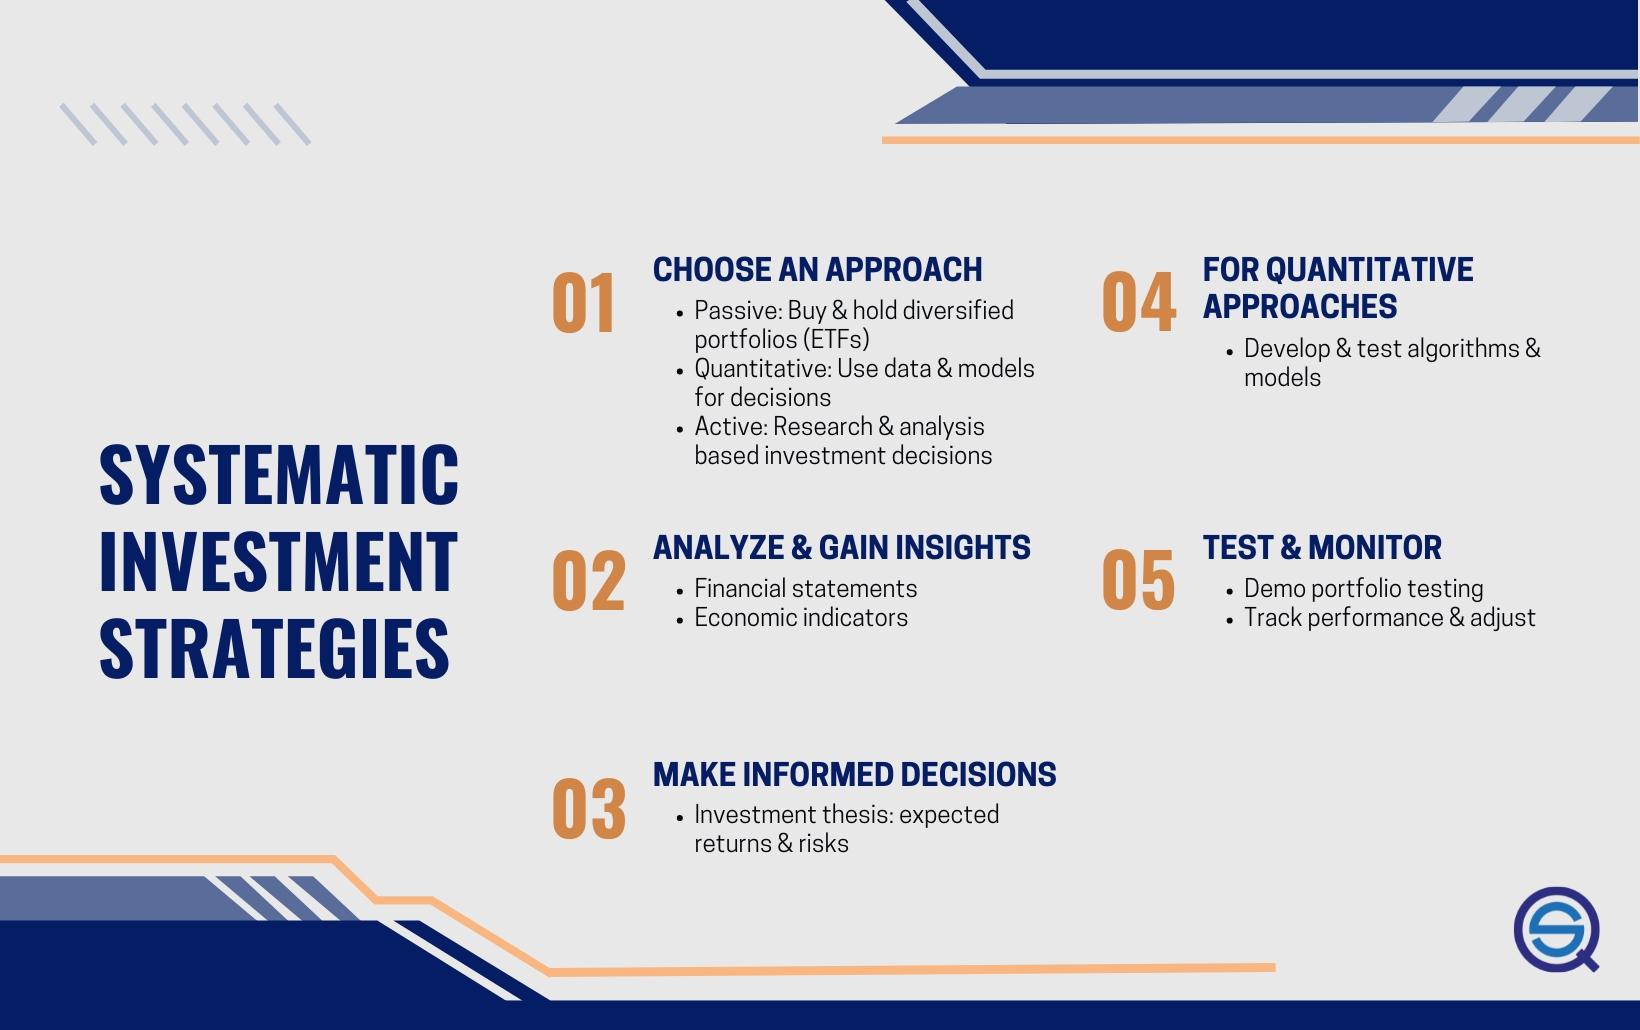 SYSTEMATIC
INVESTMENT
STRATEGIES
01
CHOOSE AN APPROACH
• Passive: Buy & hold diversified
portfolios (ETFs)
• Quantitative: Use data & models
for decisions
• Active: Research & analysis
based investment decisions
02
ANALYZE & GAIN INSIGHTS
• Financial statements
• Economic indicators
03
MAKE INFORMED DECISIONS
• Investment thesis: expected
returns & risks
04
FOR QUANTITATIVE
APPROACHES
• Develop & test algorithms &
models
05
TEST & MONITOR
• Demo portfolio testing
• Track performance & adjust